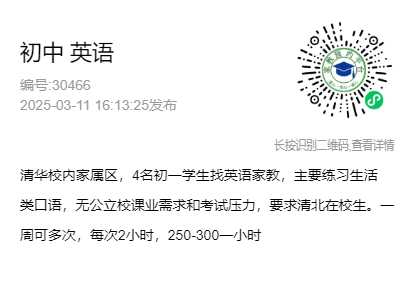 初中 英语
编号:30466
2025-03-11 16:13:25发布
长按识别二维码,查看详情
清华校内家属区，4名初一学生找英语家教，主要练习生活
类口语，无公立校课业需求和考试压力，要求清北在校生。一
周可多次，每次2小时，250-300一小时